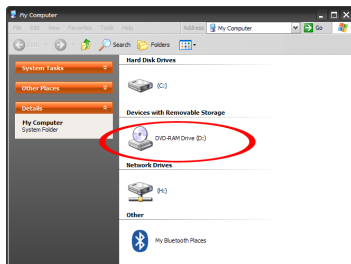 My Computer
File Edit View Favorites Tools Help Address My Computer Go
Back Search Folders
System Tasks
Other Places
Details
My Computer
System Folder
Hard Disk Drives
(C:)
Devices with Removable Storage
DVD-RAM Drive (D:)
Network Drives
(H:)
Other
My Bluetooth Places